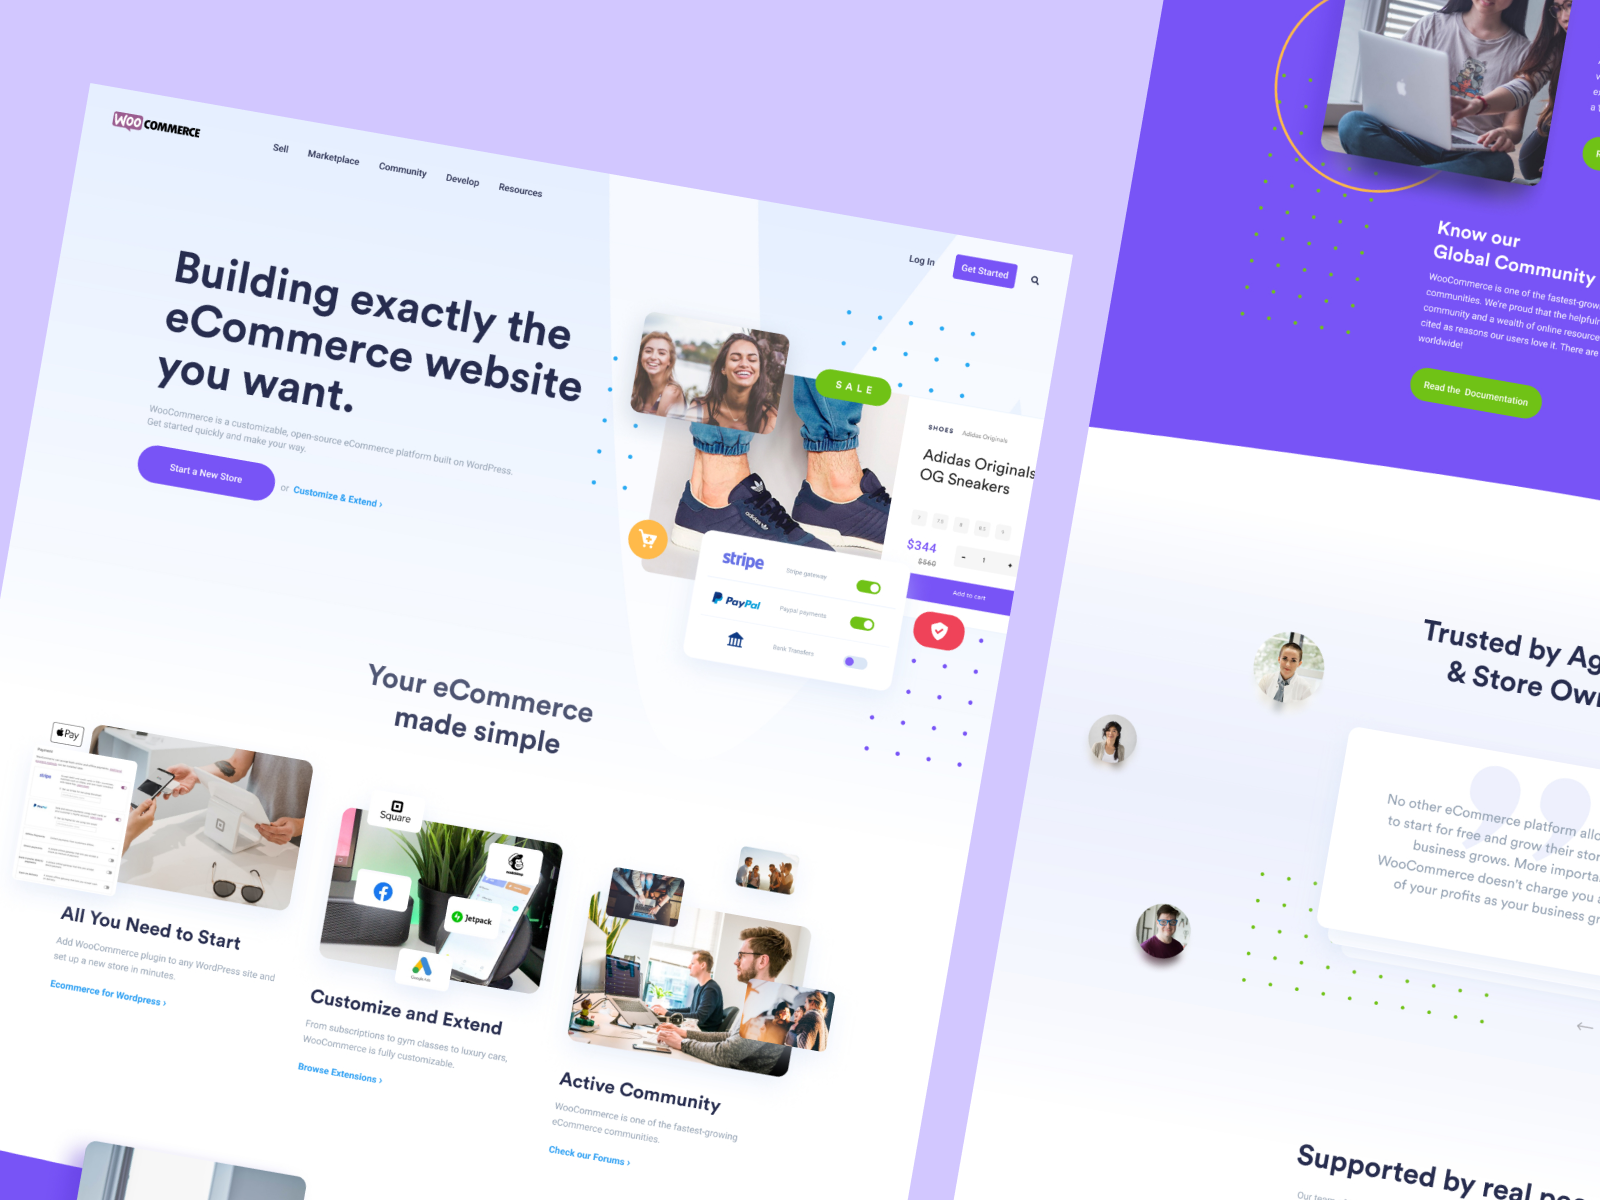 WOO COMMERCE
Sell
Marketplace
Community
Develop
Resources
Log In
Get Started
Building exactly the
eCommerce website
you want.
WooCommerce is a customizable, open-source eCommerce platform built on WordPress.
Get started quickly and make your way.
Start a New Store
or Customize & Extend ›
SALE
SHOES Adidas Originals
Adidas Originals
OG Sneakers
$344
$560
- 1 +
Add to cart
adidas
stripe Stripe gateway
PayPal Paypal payments
Bank Transfers
Your eCommerce
made simple
Pay
Payment
stripe
All You Need to Start
Add WooCommerce plugin to any WordPress site and
set up a new store in minutes.
Ecommerce for Wordpress ›
Square
mailchimp
Jetpack
Google Ads
Customize and Extend
From subscriptions to gym classes to luxury cars,
WooCommerce is fully customizable.
Browse Extensions ›
Active Community
WooCommerce is one of the fastest-growing
eCommerce communities.
Check our Forums ›
Know our
Global Community
WooCommerce is one of the fastest-growing
communities. We're proud that the helpful
community and a wealth of online resource
cited as reasons our users love it. There are
worldwide!
Read the Documentation
Trusted by Ag
& Store Own
No other eCommerce platform allo
to start for free and grow their stor
business grows. More importa
WooCommerce doesn't charge you a
of your profits as your business gr
Supported by real peo
Our team